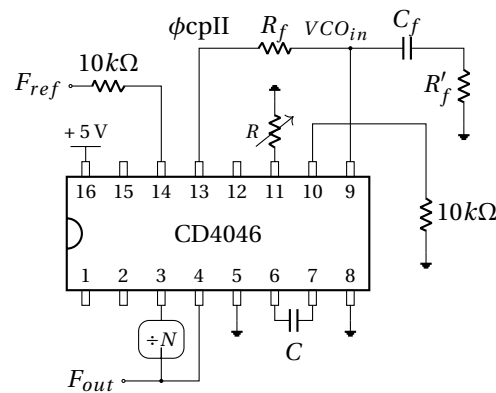 ϕcpII
R_f
VCO_in
C_f
R'_f
10kΩ
F_ref
R
+5V
16 15 14 13 12 11 10 9
10kΩ
CD4046
1 2 3 4 5 6 7 8
÷N
C
F_out